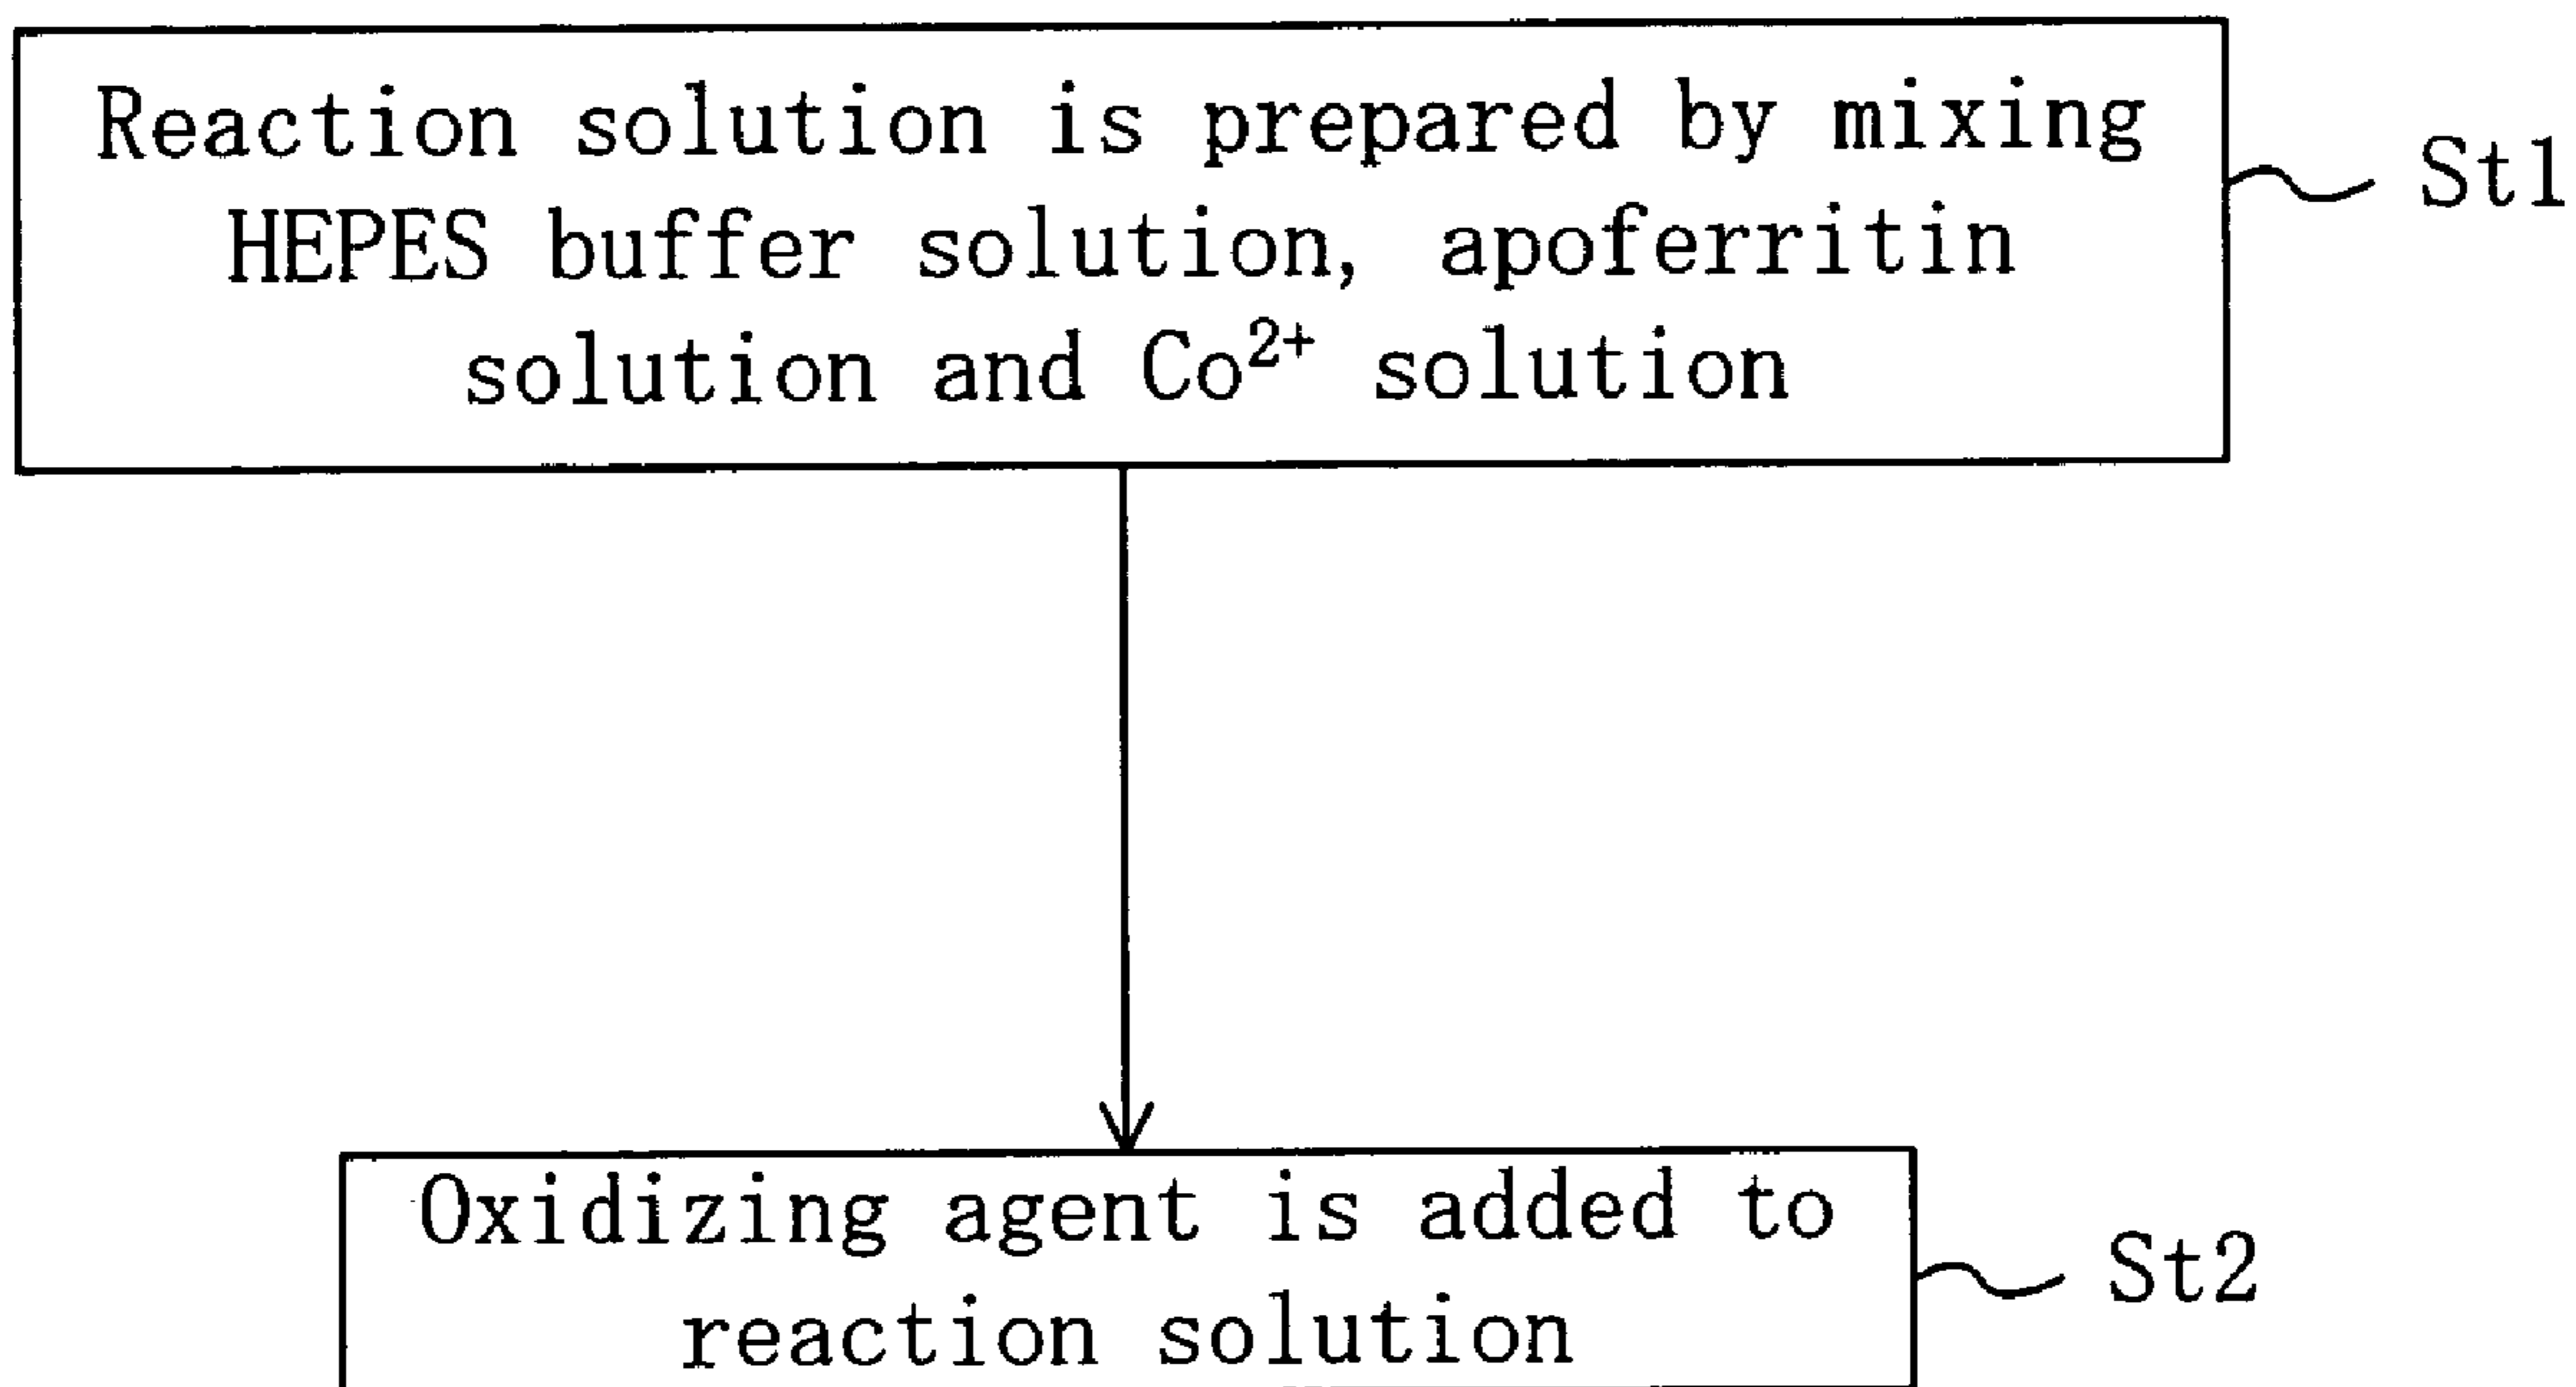 Reaction solution is prepared by mixing
HEPES buffer solution, apoferritin
solution and Co²⁺ solution
St1
Oxidizing agent is added to
reaction solution
St2